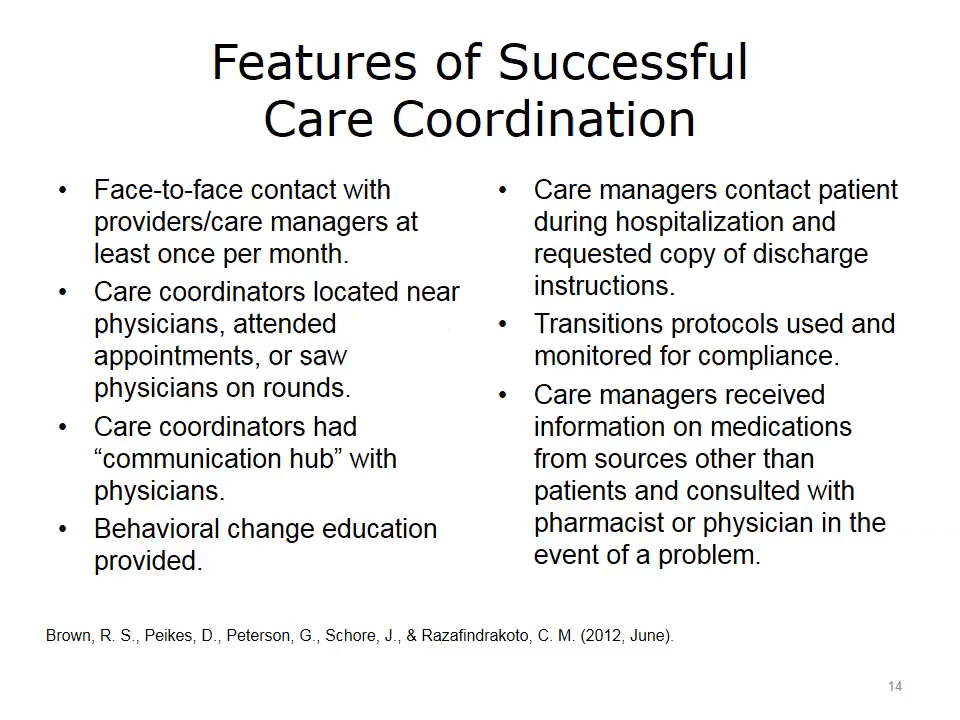 Features of Successful
Care Coordination
• Face-to-face contact with
providers/care managers at
least once per month.
• Care coordinators located near
physicians, attended
appointments, or saw
physicians on rounds.
• Care coordinators had
“communication hub” with
physicians.
• Behavioral change education
provided.
• Care managers contact patient
during hospitalization and
requested copy of discharge
instructions.
• Transitions protocols used and
monitored for compliance.
• Care managers received
information on medications
from sources other than
patients and consulted with
pharmacist or physician in the
event of a problem.
Brown, R. S., Peikes, D., Peterson, G., Schore, J., & Razafindrakoto, C. M. (2012, June).
14